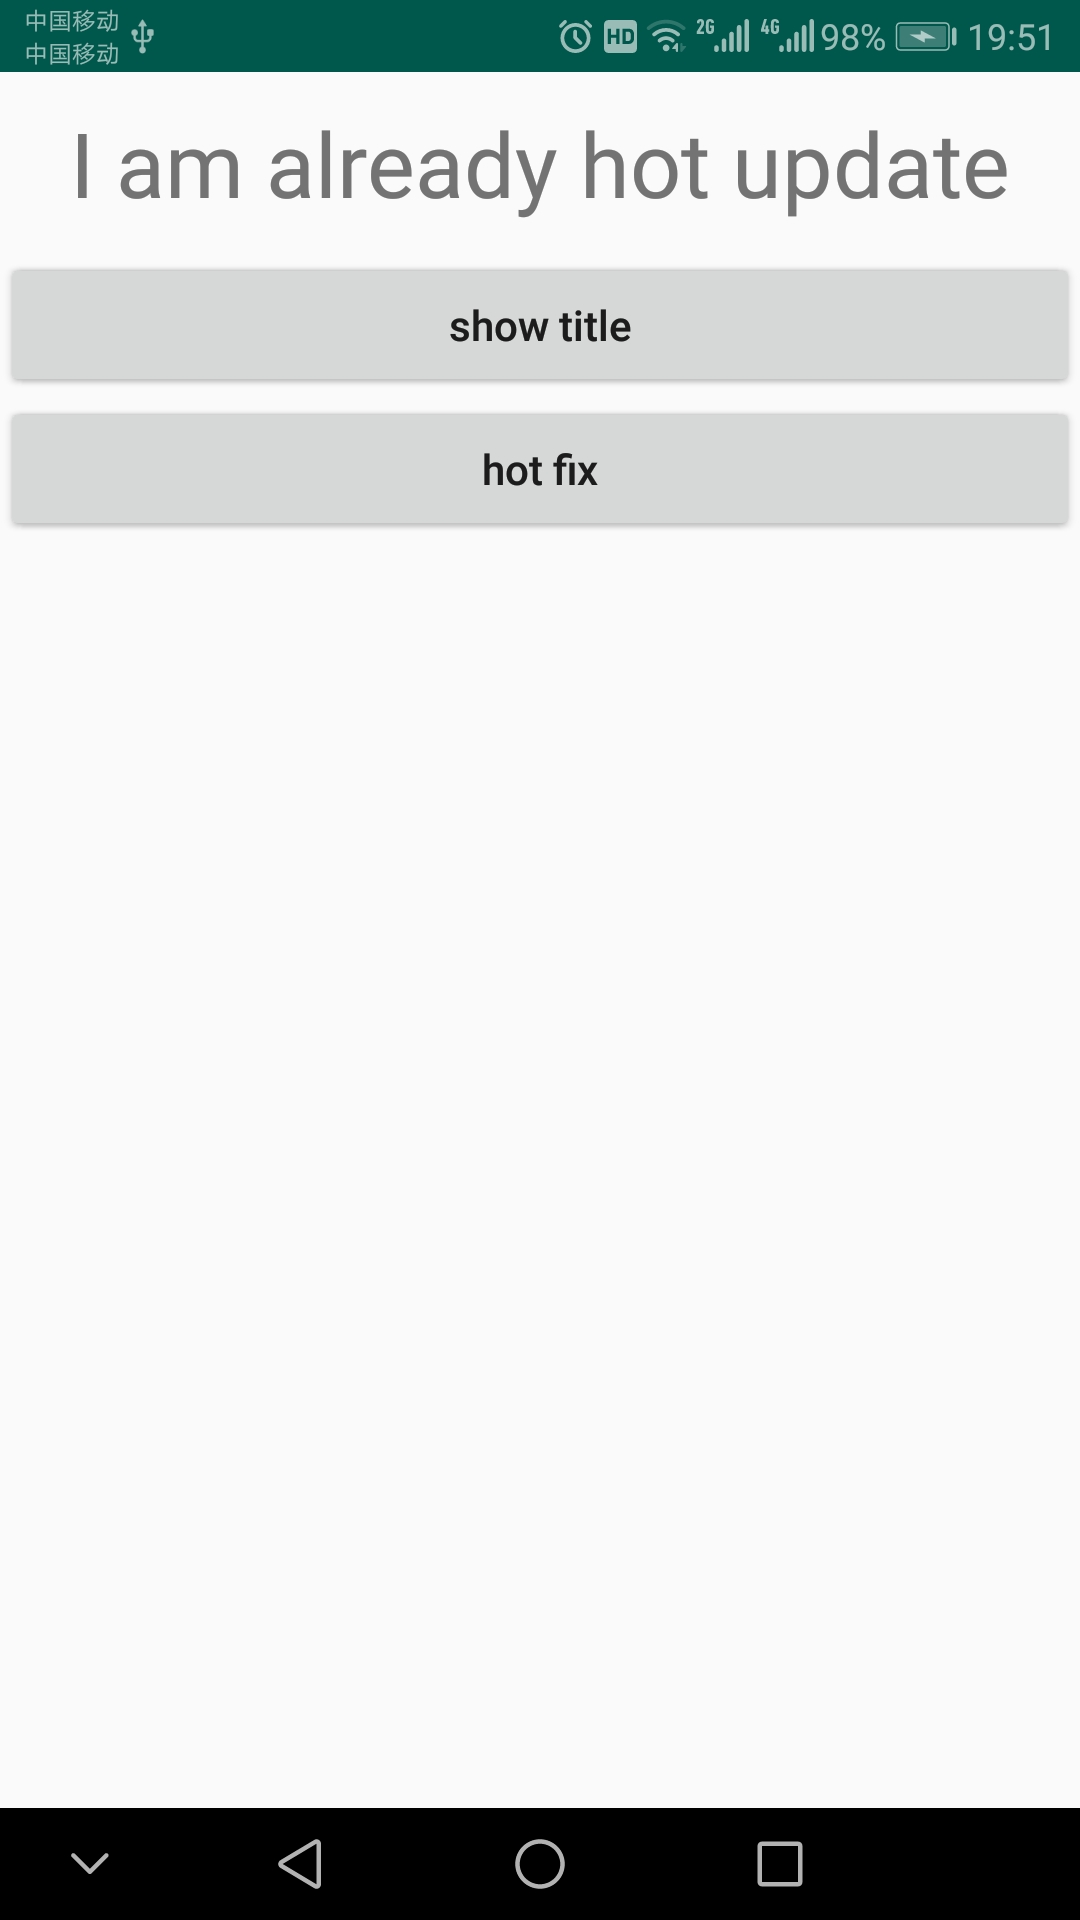 中国移动
中国移动
HD 2G 4G 98% 19:51
I am already hot update
show title
hot fix